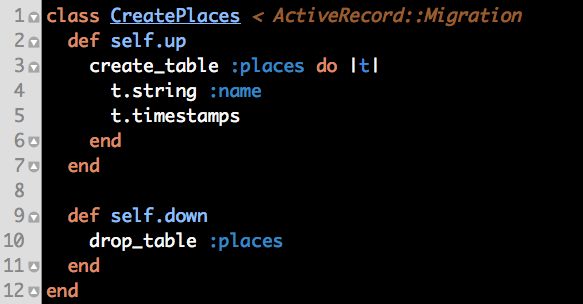 1 class CreatePlaces < ActiveRecord::Migration
2   def self.up
3     create_table :places do |t|
4       t.string :name
5       t.timestamps
6     end
7   end
8
9   def self.down
10     drop_table :places
11   end
12 end